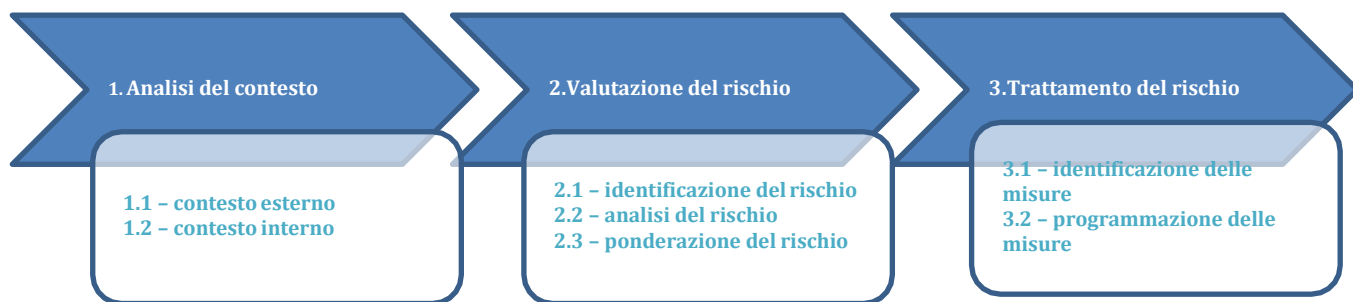 1. Analisi del contesto
1.1 – contesto esterno
1.2 – contesto interno
2.Valutazione del rischio
2.1 – identificazione del rischio
2.2 – analisi del rischio
2.3 – ponderazione del rischio
3.Trattamento del rischio
3.1 – identificazione delle
misure
3.2 – programmazione delle
misure